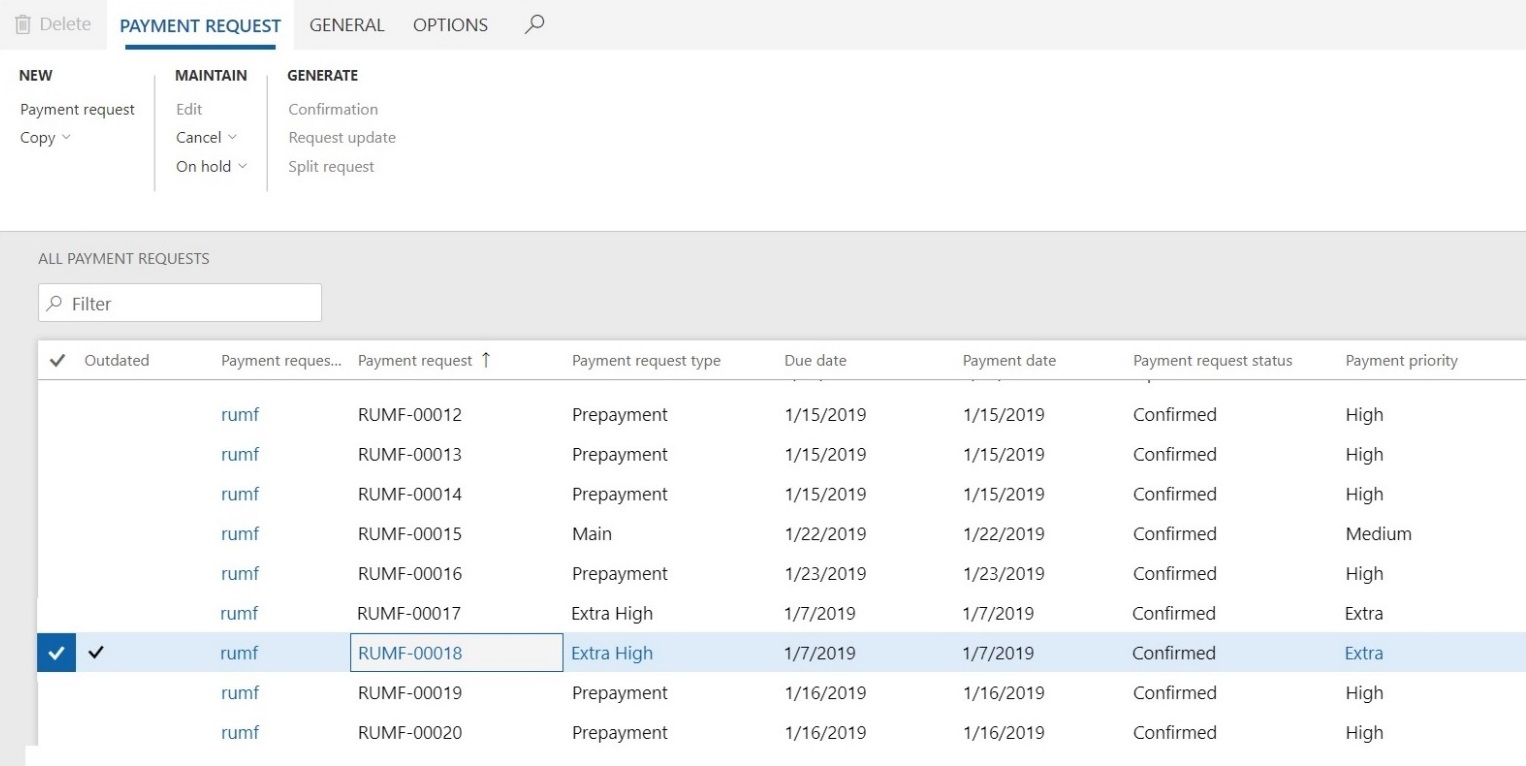 Delete PAYMENT REQUEST GENERAL OPTIONS
NEW MAINTAIN GENERATE
Payment request Edit Confirmation
Copy Cancel Request update
On hold Split request
ALL PAYMENT REQUESTS
Filter
Outdated Payment reques... Payment request ↑ Payment request type Due date Payment date Payment request status Payment priority
rumf RUMF-00012 Prepayment 1/15/2019 1/15/2019 Confirmed High
rumf RUMF-00013 Prepayment 1/15/2019 1/15/2019 Confirmed High
rumf RUMF-00014 Prepayment 1/15/2019 1/15/2019 Confirmed High
rumf RUMF-00015 Main 1/22/2019 1/22/2019 Confirmed Medium
rumf RUMF-00016 Prepayment 1/23/2019 1/23/2019 Confirmed High
rumf RUMF-00017 Extra High 1/7/2019 1/7/2019 Confirmed Extra
rumf RUMF-00018 Extra High 1/7/2019 1/7/2019 Confirmed Extra
rumf RUMF-00019 Prepayment 1/16/2019 1/16/2019 Confirmed High
rumf RUMF-00020 Prepayment 1/16/2019 1/16/2019 Confirmed High